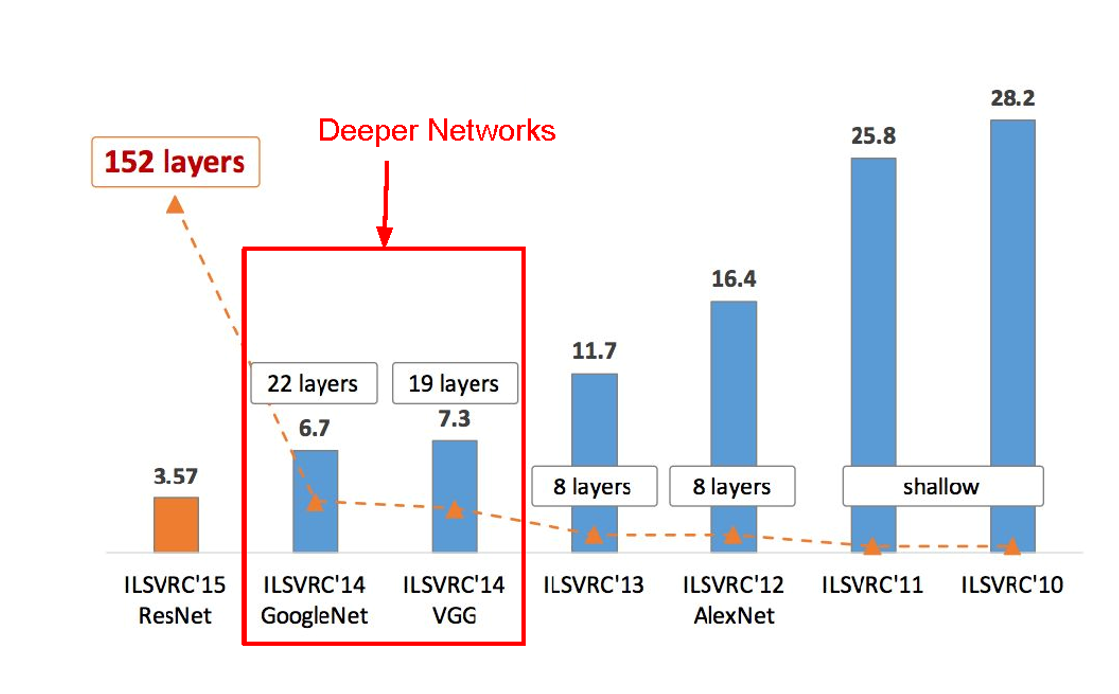 Deeper Networks
152 layers
22 layers
19 layers
8 layers
8 layers
shallow
3.57
6.7
7.3
11.7
16.4
25.8
28.2
ILSVRC'15
ResNet
ILSVRC'14
GoogleNet
ILSVRC'14
VGG
ILSVRC'13
ILSVRC'12
AlexNet
ILSVRC'11
ILSVRC'10